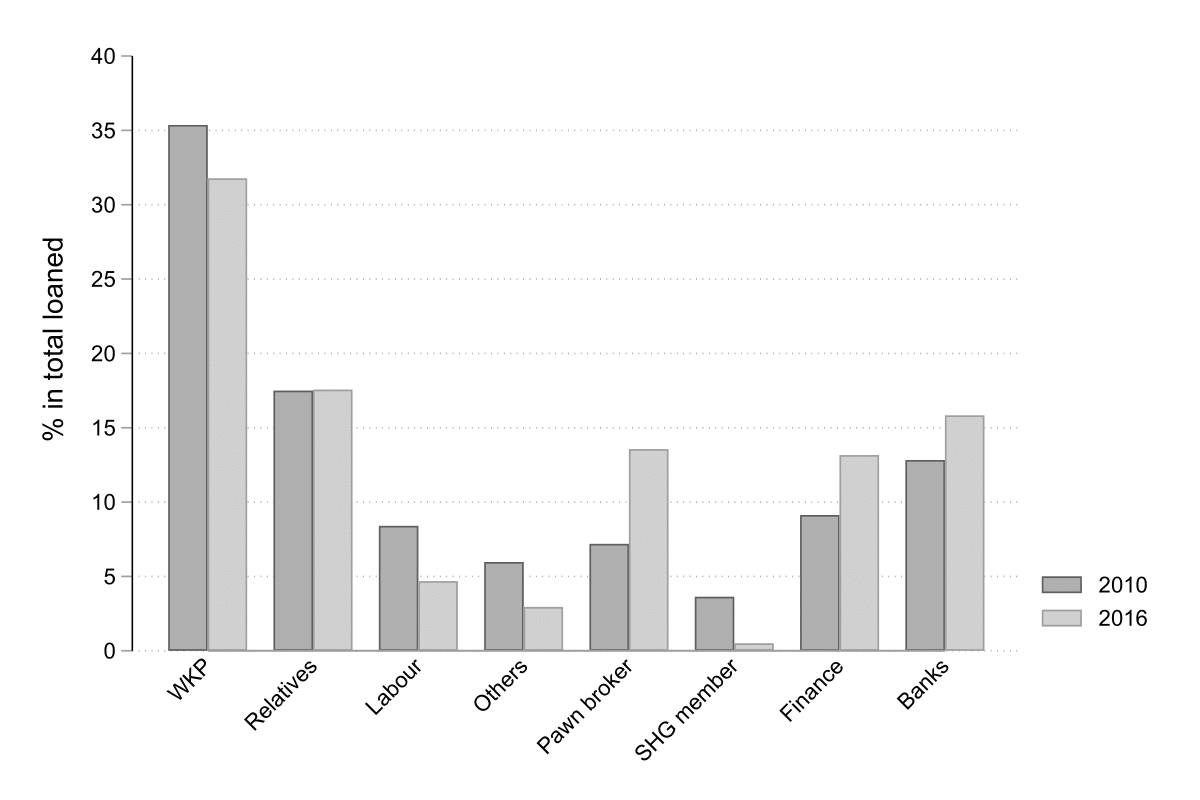 % in total loaned
40
35
30
25
20
15
10
5
0
WKP
Relatives
Labour
Others
Pawn broker
SHG member
Finance
Banks
2010
2016